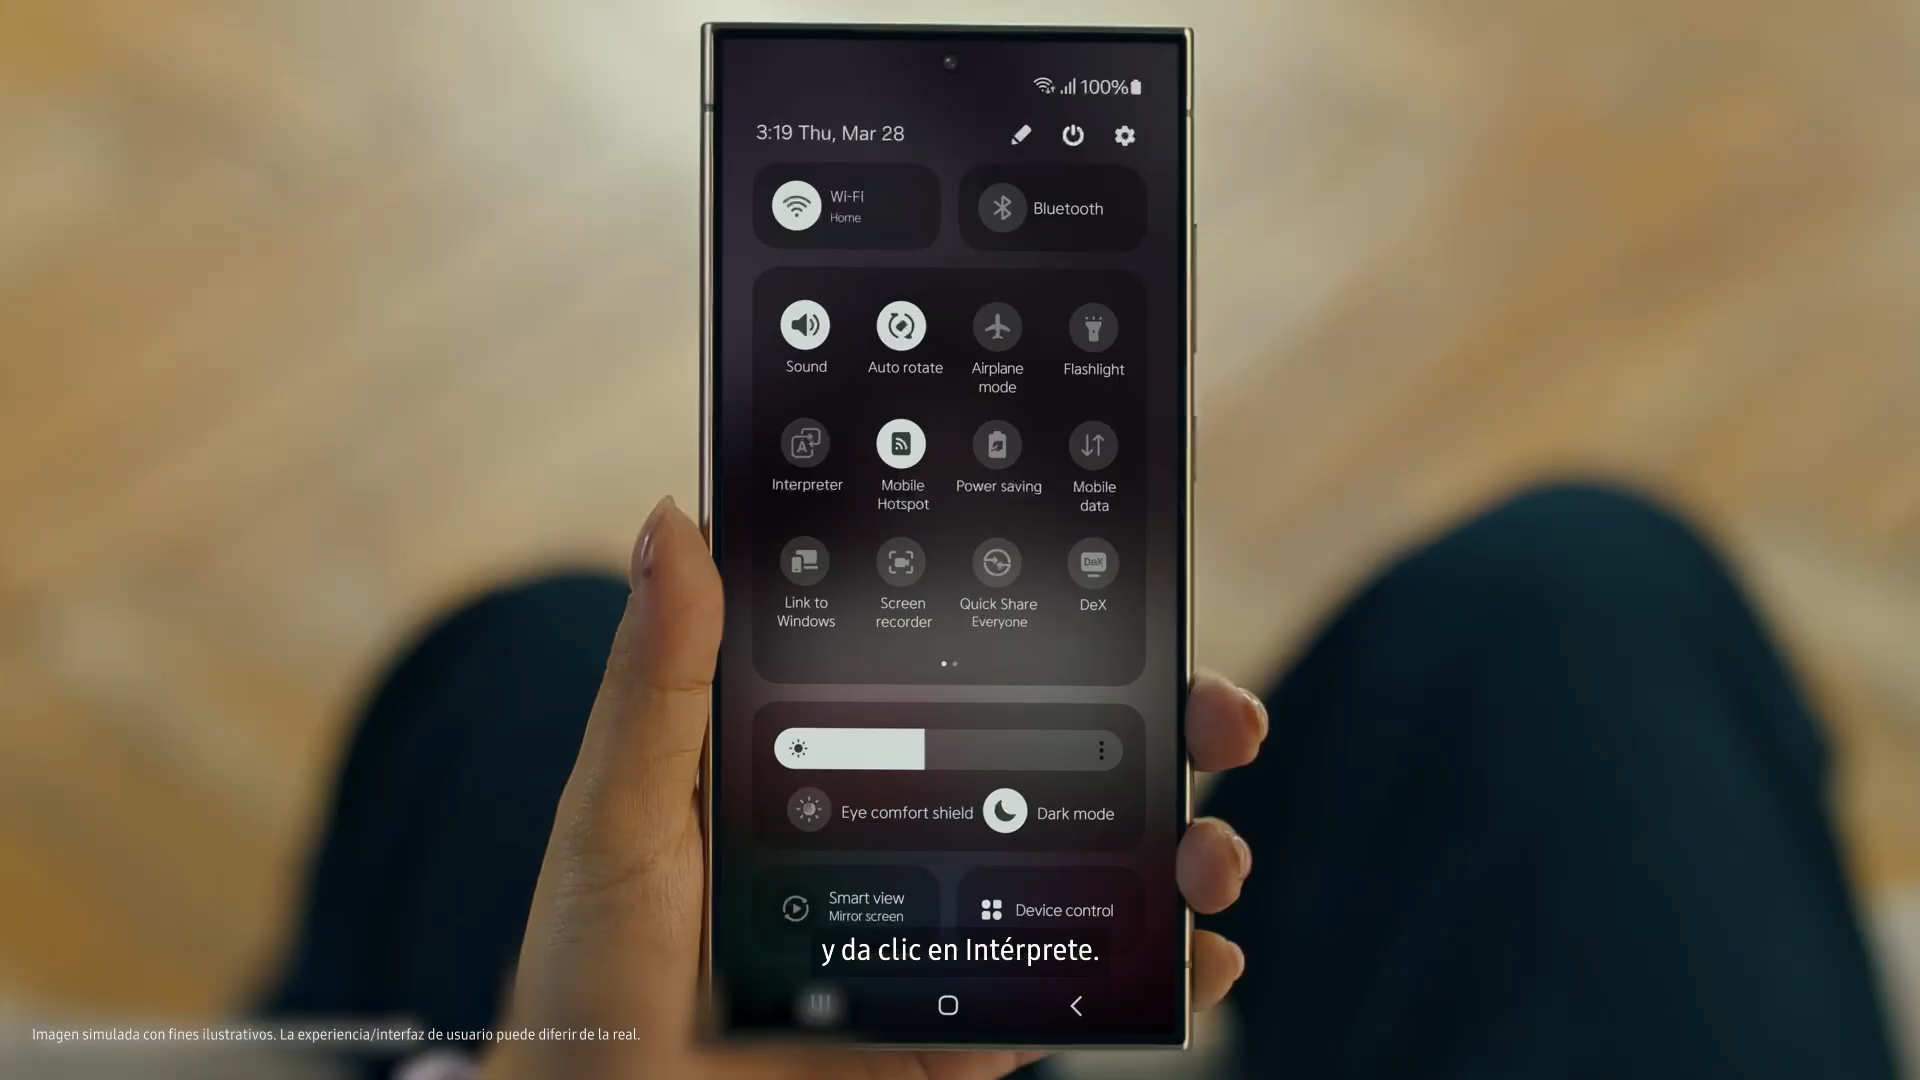 100%
3:19 Thu, Mar 28
Wi-Fi
Home
Bluetooth
Sound
Auto rotate
Airplane
mode
Flashlight
Interpreter
Mobile
Hotspot
Power saving
Mobile
data
Link to
Windows
Screen
recorder
Quick Share
Everyone
DeX
DeX
Eye comfort shield
Dark mode
Smart view
Mirror screen
Device control
y da clic en Intérprete.
Imagen simulada con fines ilustrativos. La experiencia/interfaz de usuario puede diferir de la real.